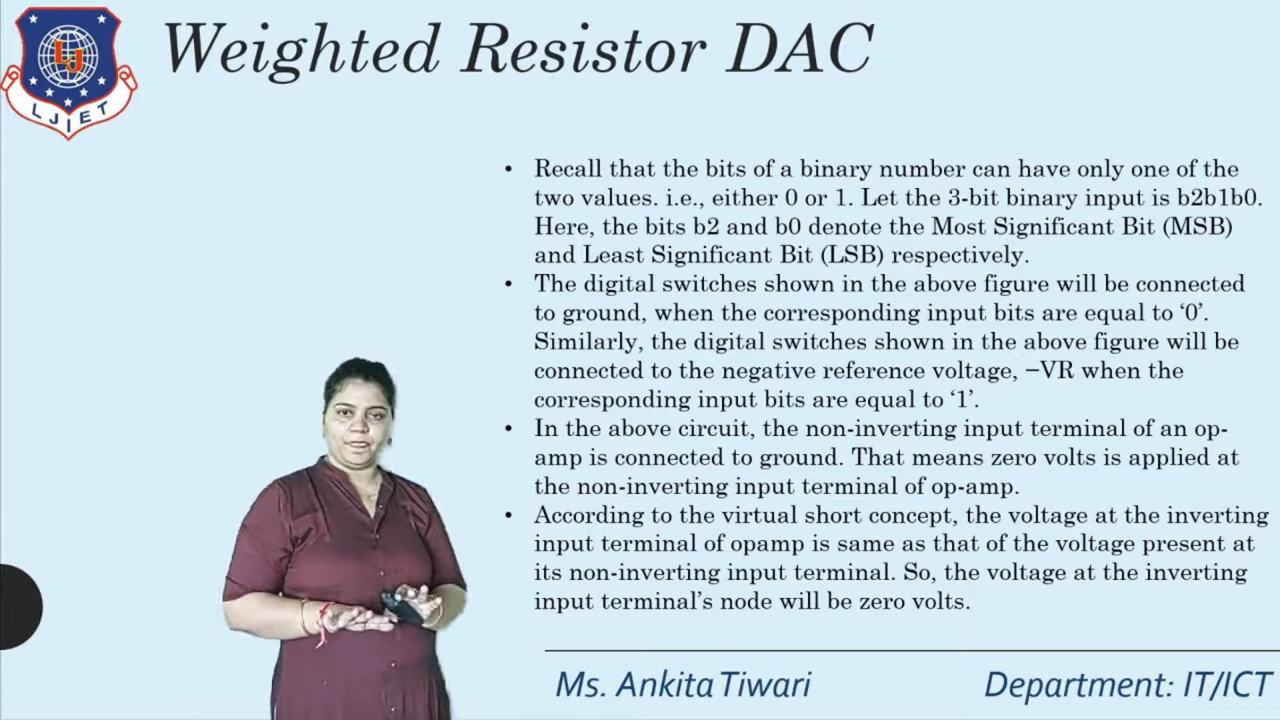 Weighted Resistor DAC
LJ
LJIET
• Recall that the bits of a binary number can have only one of the
two values. i.e., either 0 or 1. Let the 3-bit binary input is b2b1b0.
Here, the bits b2 and b0 denote the Most Significant Bit (MSB)
and Least Significant Bit (LSB) respectively.
• The digital switches shown in the above figure will be connected
to ground, when the corresponding input bits are equal to ‘0’.
Similarly, the digital switches shown in the above figure will be
connected to the negative reference voltage, −VR when the
corresponding input bits are equal to ‘1’.
• In the above circuit, the non-inverting input terminal of an op-
amp is connected to ground. That means zero volts is applied at
the non-inverting input terminal of op-amp.
• According to the virtual short concept, the voltage at the inverting
input terminal of opamp is same as that of the voltage present at
its non-inverting input terminal. So, the voltage at the inverting
input terminal’s node will be zero volts.
Ms. Ankita Tiwari
Department: IT/ICT